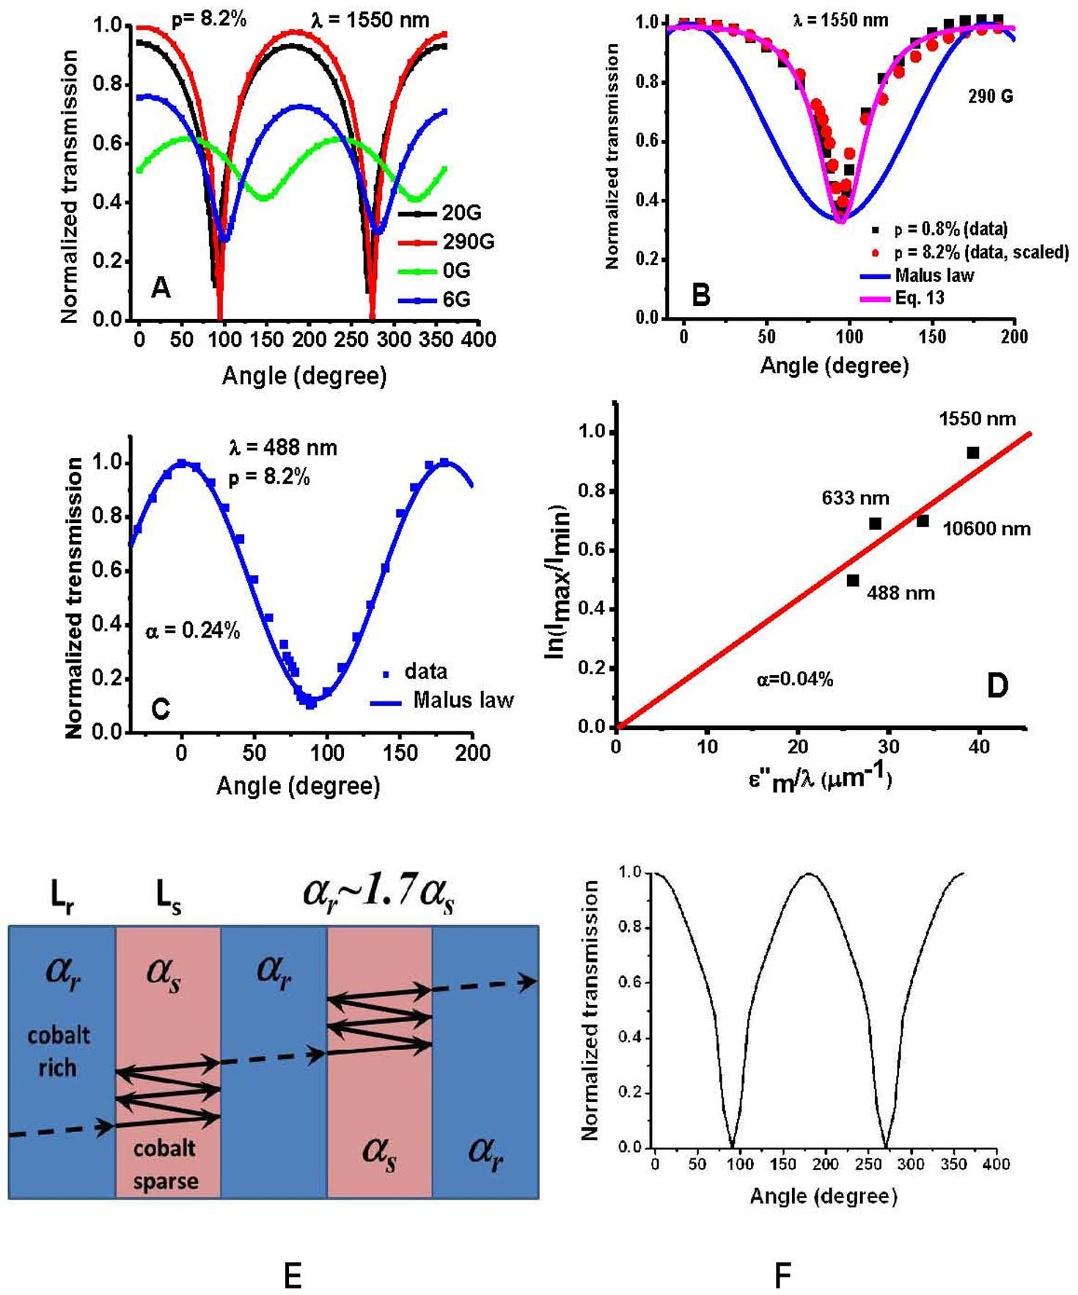 p= 8.2%
λ = 1550 nm
Normalized transmission
1.0
0.8
0.6
0.4
0.2
0.0
20G
290G
0G
6G
A
0 50 100 150 200 250 300 350 400
Angle (degree)
λ = 1550 nm
Normalized transmission
1.0
0.8
0.6
0.4
0.2
0.0
290 G
p = 0.8% (data)
p = 8.2% (data, scaled)
Malus law
Eq. 13
B
0 50 100 150 200
Angle (degree)
λ = 488 nm
p = 8.2%
Normalized trensmission
1.0
0.8
0.6
0.4
0.2
0.0
α = 0.24%
data
Malus law
C
0 50 100 150 200
Angle (degree)
ln(Imax/Imin)
1.0
0.8
0.6
0.4
0.2
0.0
1550 nm
633 nm
10600 nm
488 nm
α=0.04%
D
0 10 20 30 40
ε"m/λ (μm-1)
Lr Ls αr~1.7αs
αr αs αr
cobalt
rich
cobalt
sparse
αs αr
E
Normalized transmission
1.0
0.8
0.6
0.4
0.2
0.0
0 50 100 150 200 250 300 350 400
Angle (degree)
F